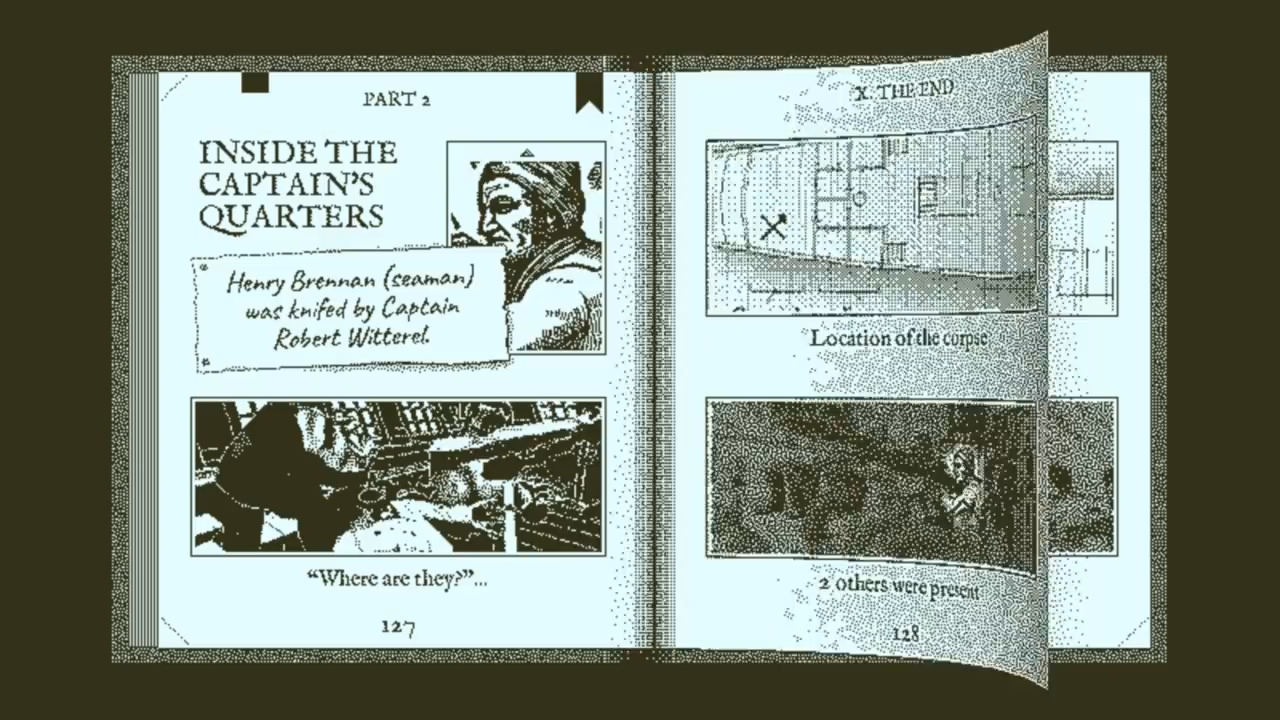 PART 2
INSIDE THE
CAPTAIN'S
QUARTERS
Henry Brennan (seaman)
was knifed by Captain
Robert Witterel.
“Where are they?”...
127
X. THE END
Location of the corpse
2 others were present
128